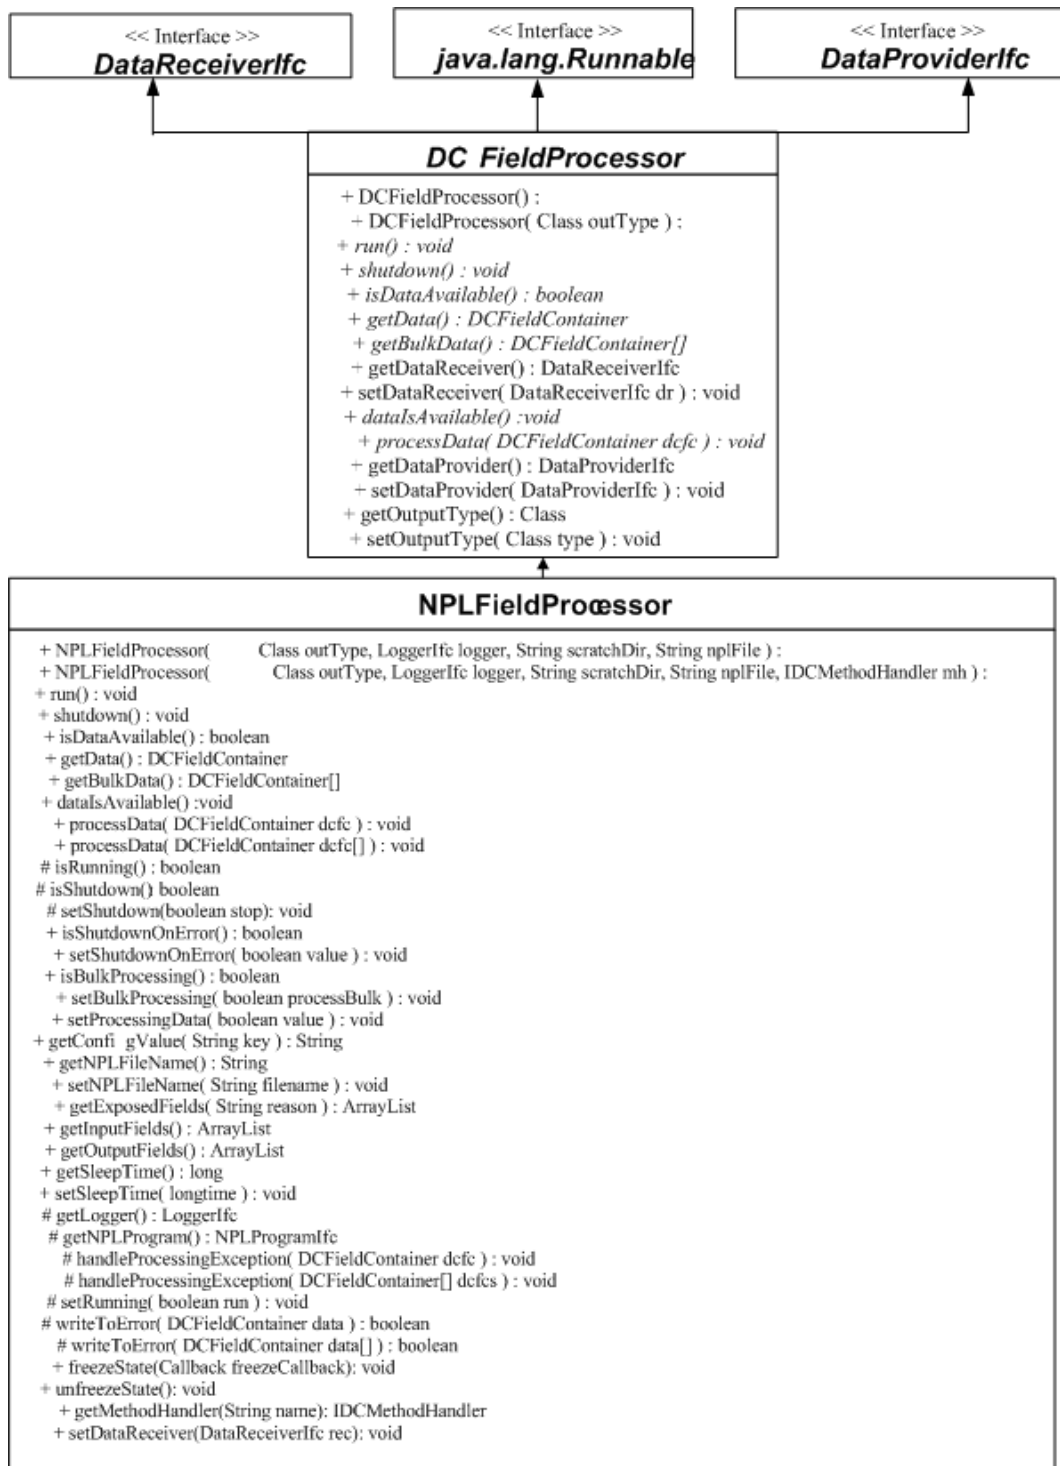 << Interface >>
DataReceiverIfc
<< Interface >>
java.lang.Runnable
<< Interface >>
DataProviderIfc
DC FieldProcessor
+ DCFieldProcessor() :
+ DCFieldProcessor( Class outType ) :
+ run() : void
+ shutdown() : void
+ isDataAvailable() : boolean
+ getData() : DCFieldContainer
+ getBulkData() : DCFieldContainer[]
+ getDataReceiver() : DataReceiverIfc
+ setDataReceiver( DataReceiverIfc dr ) : void
+ dataIsAvailable() :void
+ processData( DCFieldContainer dcfc ) : void
+ getDataProvider() : DataProviderIfc
+ setDataProvider( DataProviderIfc ) : void
+ getOutputType() : Class
+ setOutputType( Class type ) : void
NPLFieldProcessor
+ NPLFieldProcessor( Class outType, LoggerIfc logger, String scratchDir, String nplFile ) :
+ NPLFieldProcessor( Class outType, LoggerIfc logger, String scratchDir, String nplFile, IDCMethodHandler mh ) :
+ run() : void
+ shutdown() : void
+ isDataAvailable() : boolean
+ getData() : DCFieldContainer
+ getBulkData() : DCFieldContainer[]
+ dataIsAvailable() :void
+ processData( DCFieldContainer dcfc ) : void
+ processData( DCFieldContainer dcfc[] ) : void
# isRunning() : boolean
# isShutdown() boolean
# setShutdown(boolean stop): void
+ isShutdownOnError() : boolean
+ setShutdownOnError( boolean value ) : void
+ isBulkProcessing() : boolean
+ setBulkProcessing( boolean processBulk ) : void
+ setProcessingData( boolean value ) : void
+ getConfi gValue( String key ) : String
+ getNPLFileName() : String
+ setNPLFileName( String filename ) : void
+ getExposedFields( String reason ) : ArrayList
+ getInputFields() : ArrayList
+ getOutputFields() : ArrayList
+ getSleepTime() : long
+ setSleepTime( longtime ) : void
# getLogger() : LoggerIfc
# getNPLProgram() : NPLProgramIfc
# handleProcessingException( DCFieldContainer dcfc ) : void
# handleProcessingException( DCFieldContainer[] dcfcs ) : void
# setRunning( boolean run ) : void
# writeToError( DCFieldContainer data ) : boolean
# writeToError( DCFieldContainer data[] ) : boolean
+ freezeState(Callback freezeCallback): void
+ unfreezeState(): void
+ getMethodHandler(String name): IDCMethodHandler
+ setDataReceiver(DataReceiverIfc rec): void